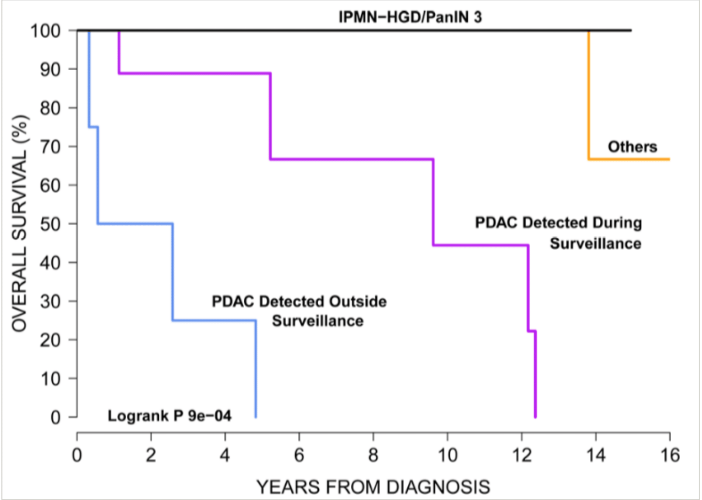 IPMN−HGD/PanIN 3
100
90
80
70
60
50
40
30
20
10
0
OVERALL SURVIVAL (%)
Others
PDAC Detected During
Surveillance
PDAC Detected Outside
Surveillance
Logrank P 9e−04
0 2 4 6 8 10 12 14 16
YEARS FROM DIAGNOSIS